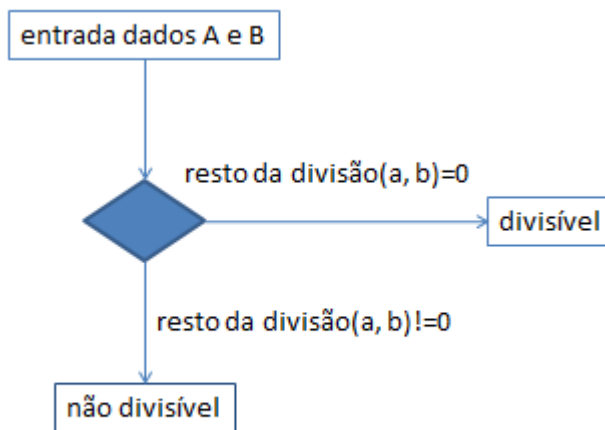 entrada dados A e B
resto da divisão(a, b)=0
divisível
resto da divisão(a, b)!=0
não divisível